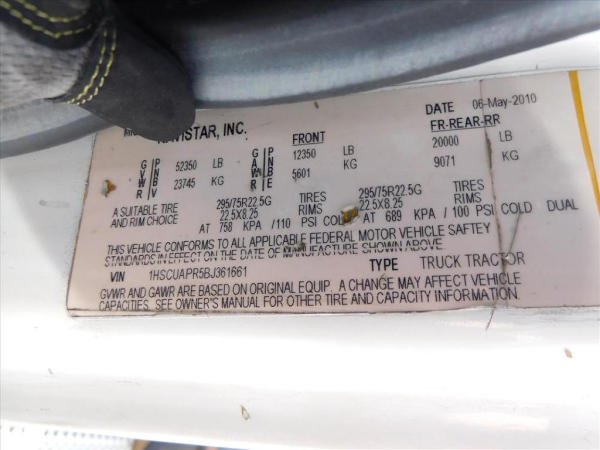 NAVISTAR, INC.
DATE 06-May-2010
FRONT FR-REAR-RR
G P 52350 LB G P 12350 LB 20000 LB
V N A N
W B 23745 KG W B 5601 KG 9071 KG
R V R E
A SUITABLE TIRE 295/75R22.5G TIRES 295/75R22.5G TIRES
AND RIM CHOICE 22.5X8.25 RIMS 22.5X8.25 RIMS
AT 758 KPA /110 PSI COLD AT 689 KPA / 100 PSI COLD DUAL
THIS VEHICLE CONFORMS TO ALL APPLICABLE FEDERAL MOTOR VEHICLE SAFTEY
STANDARDS IN EFFECT ON THE DATE OF MANUFACTURE SHOWN ABOVE.
VIN 1HSCUAPR5BJ361661 TYPE TRUCK TRACTOR
GVWR AND GAWR ARE BASED ON ORIGINAL EQUIP. A CHANGE MAY AFFECT VEHICLE
CAPACITIES. SEE OWNER'S MANUAL FOR OTHER TIRE AND CAPACITY INFORMATION.